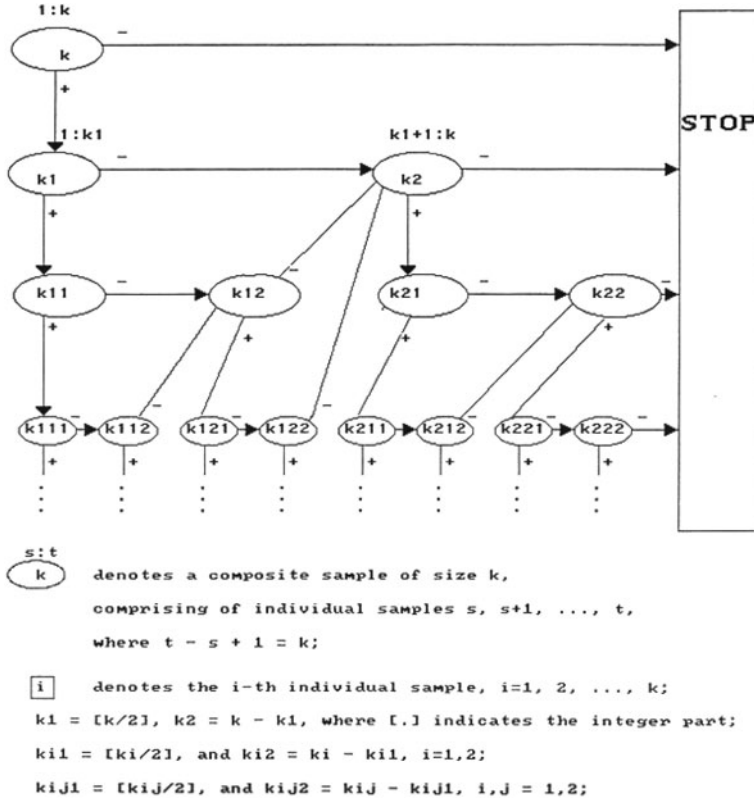 1:k
−
k
+
STOP
1:k1
k1+1:k
−
−
k1
k2
+
+
−
−
−
−
k11
k12
k21
k22
+
+
+
+
−
−
−
−
−
−
−
k111
k112
k121
k122
k211
k212
k221
k222
+
+
+
+
+
+
+
+
s:t
k denotes a composite sample of size k,
comprising of individual samples s, s+1, ..., t,
where t − s + 1 = k;
i denotes the i-th individual sample, i=1, 2, ..., k;
k1 = [k/2], k2 = k − k1, where [.] indicates the integer part;
ki1 = [ki/2], and ki2 = ki − ki1, i=1,2;
kij1 = [kij/2], and kij2 = kij − kij1, i,j = 1,2;